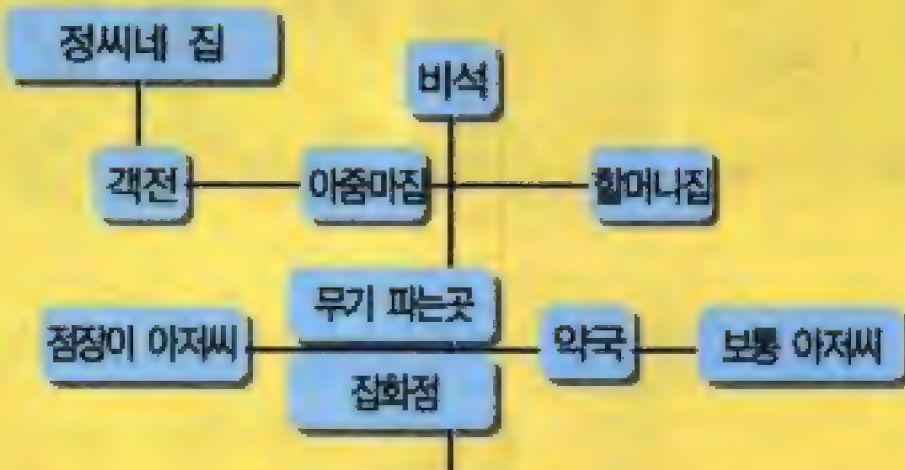 정씨네 집
비석
객전
아줌마집
할머니집
무기 파는곳
점장이 아저씨
약국
보통 아저씨
잡화점